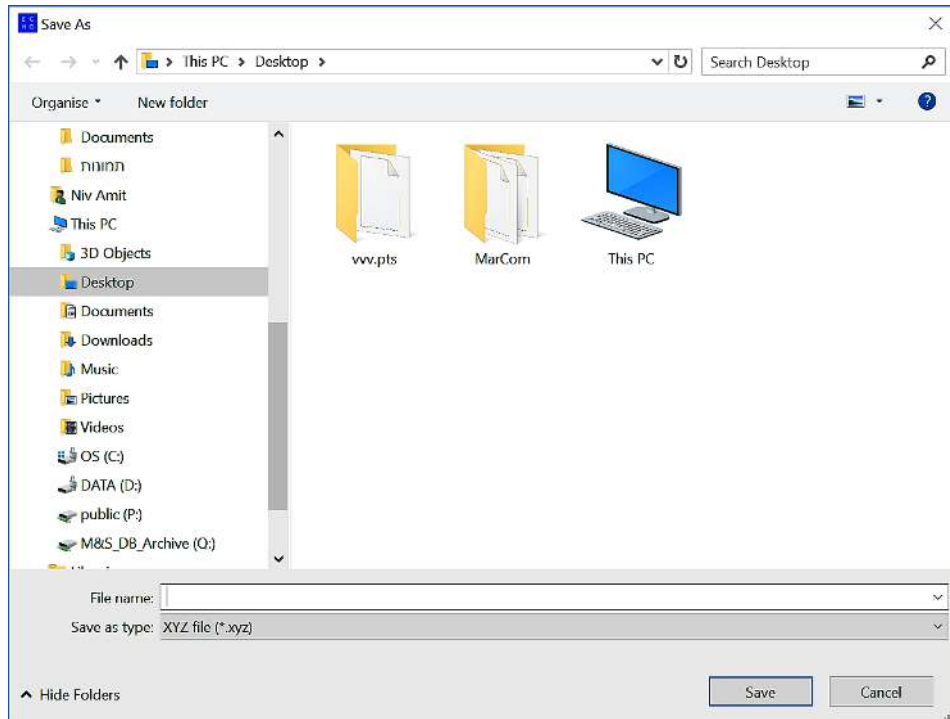 Save As
This PC > Desktop >
Search Desktop
Organise
New folder
Documents
תמונות
Niv Amit
This PC
3D Objects
Desktop
Documents
Downloads
Music
Pictures
Videos
OS (C:)
DATA (D:)
public (P:)
M&S_DB_Archive (Q:)
vvv.pts
MarCom
This PC
File name:
Save as type: XYZ file (*.xyz)
Hide Folders
Save
Cancel